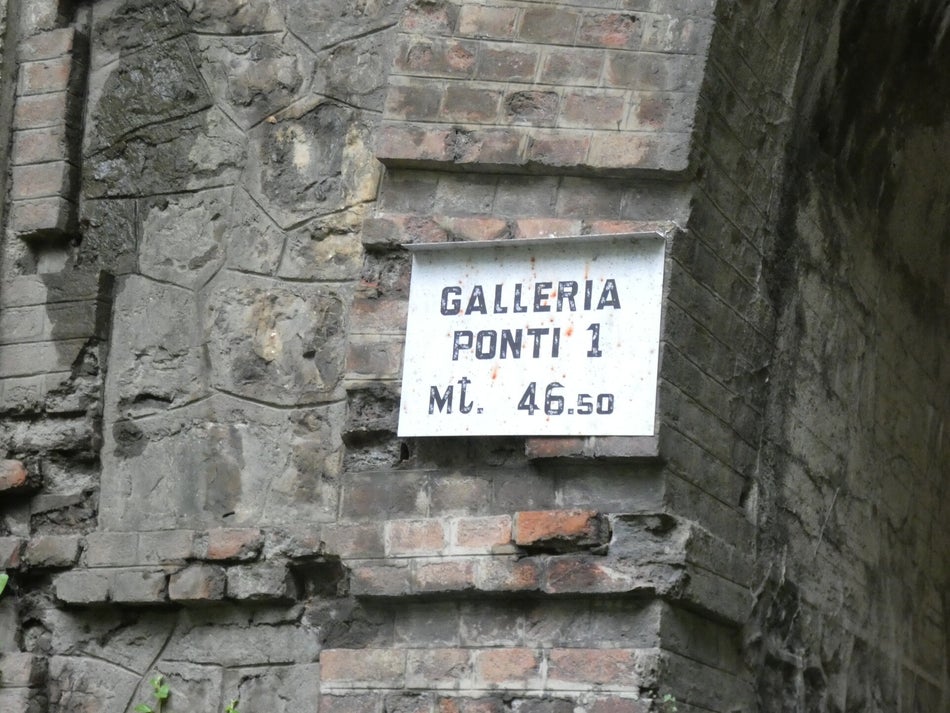 GALLERIA
PONTI 1
Mt. 46.50